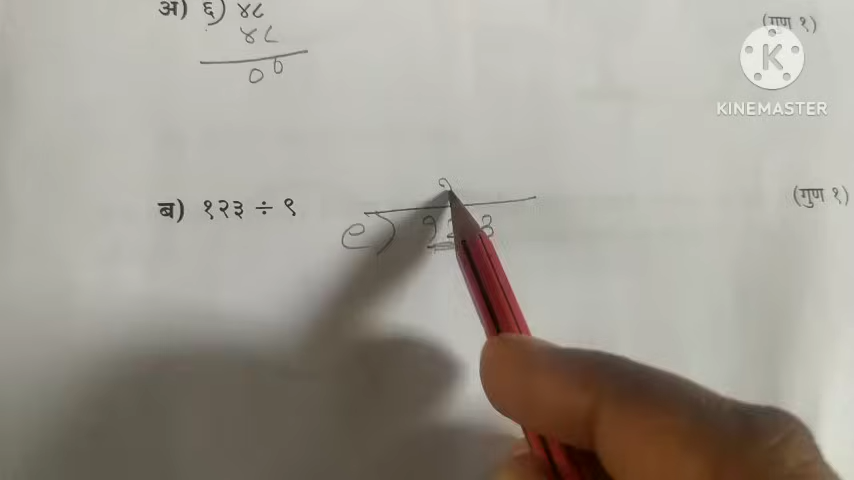 अ) ६) ४८
(गुण १)
४८
००
KINEMASTER
१
ब) १२३ ÷ ९
९) १२३
(गुण १)